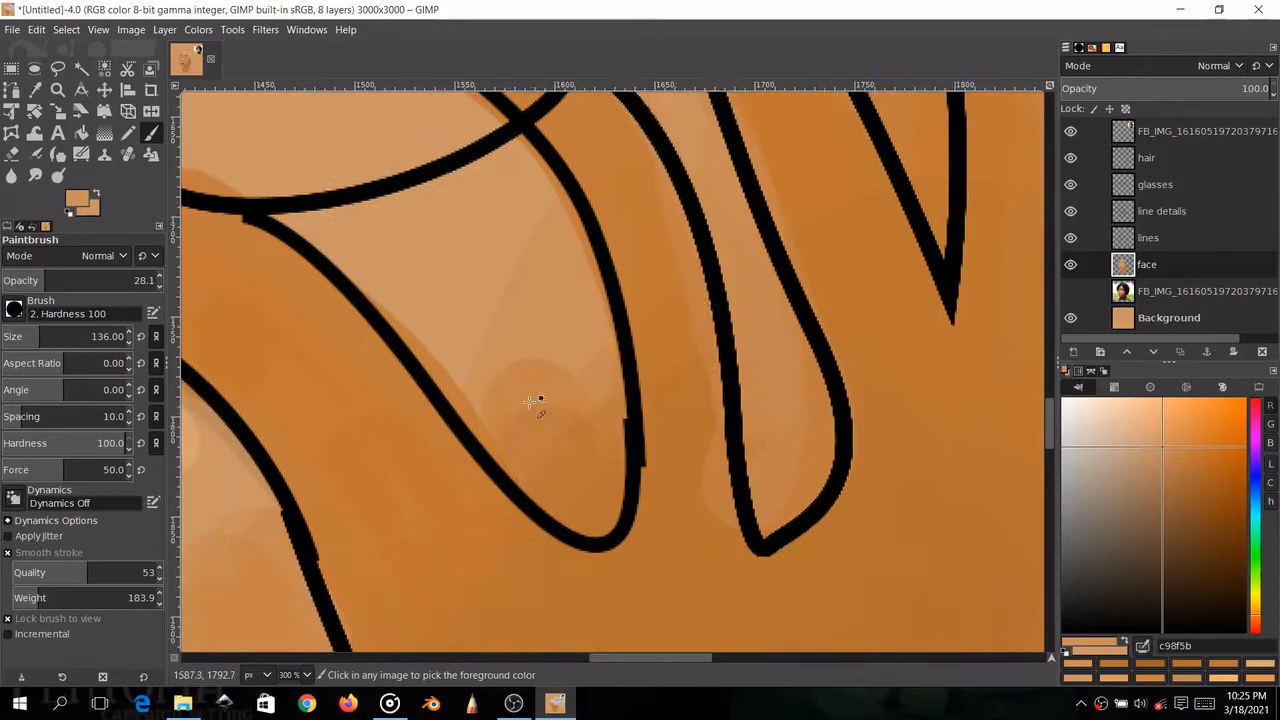 *[Untitled]-4.0 (RGB color 8-bit gamma integer, GIMP built-in sRGB, 8 layers) 3000x3000 – GIMP
File Edit Select View Image Layer Filters Colors Tools Filters Windows Help
Mode Normal
Opacity 100.0
Lock:
FB_IMG_16160519720379716
hair
glasses
line details
lines
face
FB_IMG_16160519720379716
Background
1450 1500 1550 1600 1650 1700 1750 1800
Paintbrush
Mode Normal
Opacity 28.1
Brush
2. Hardness 100
Size 136.00
Aspect Ratio 0.00
Angle 0.00
Spacing 10.0
Hardness 100.0
Force 50.0
Dynamics
Dynamics Off
Dynamics Options
Apply Jitter
Smooth stroke
Quality 53
Weight 183.9
Lock brush to view
Incremental
R
G
B
L
C
h
c98f5b
1587.3, 1792.7 px 300 % Click in any image to pick the foreground color
10:25 PM
3/18/2021